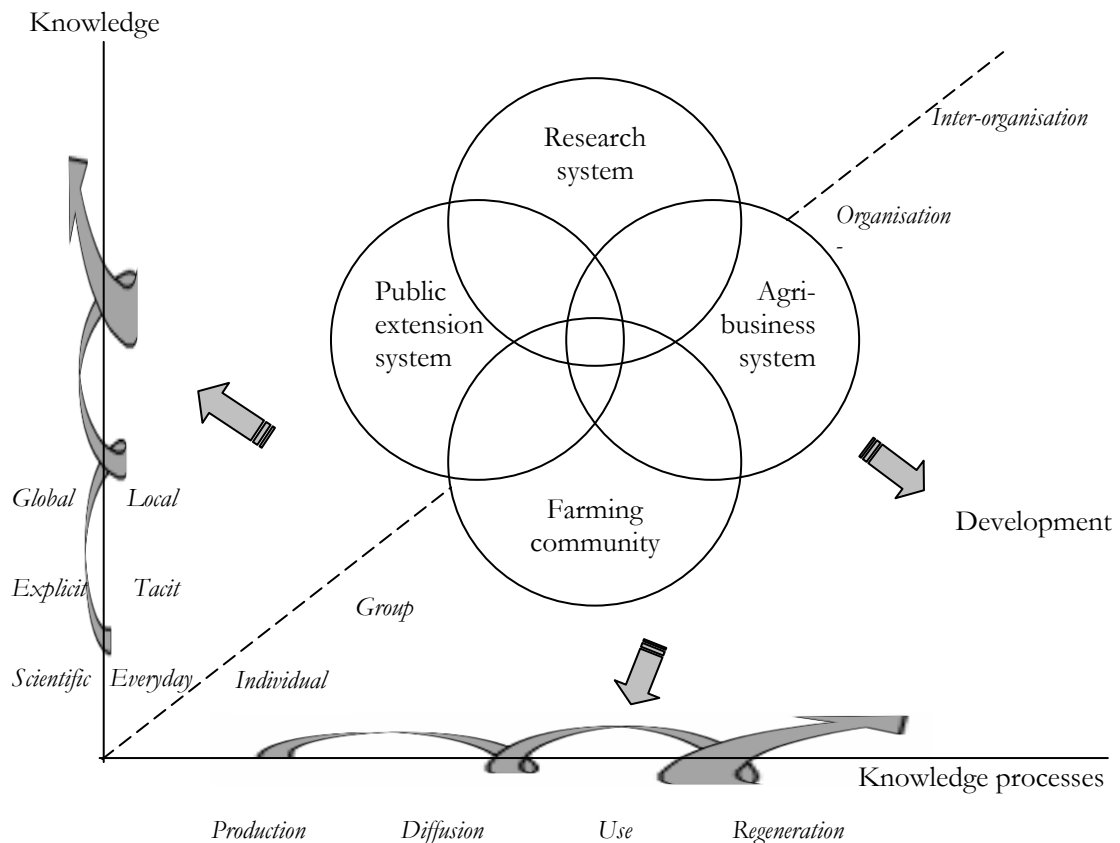 Knowledge
Inter-organisation
Research
system
Organisation
-
Public
extension
system
Agri-
business
system
Global Local
Farming
community
Development
Explicit Tacit
Group
Scientific Everyday Individual
Knowledge processes
Production Diffusion Use Regeneration